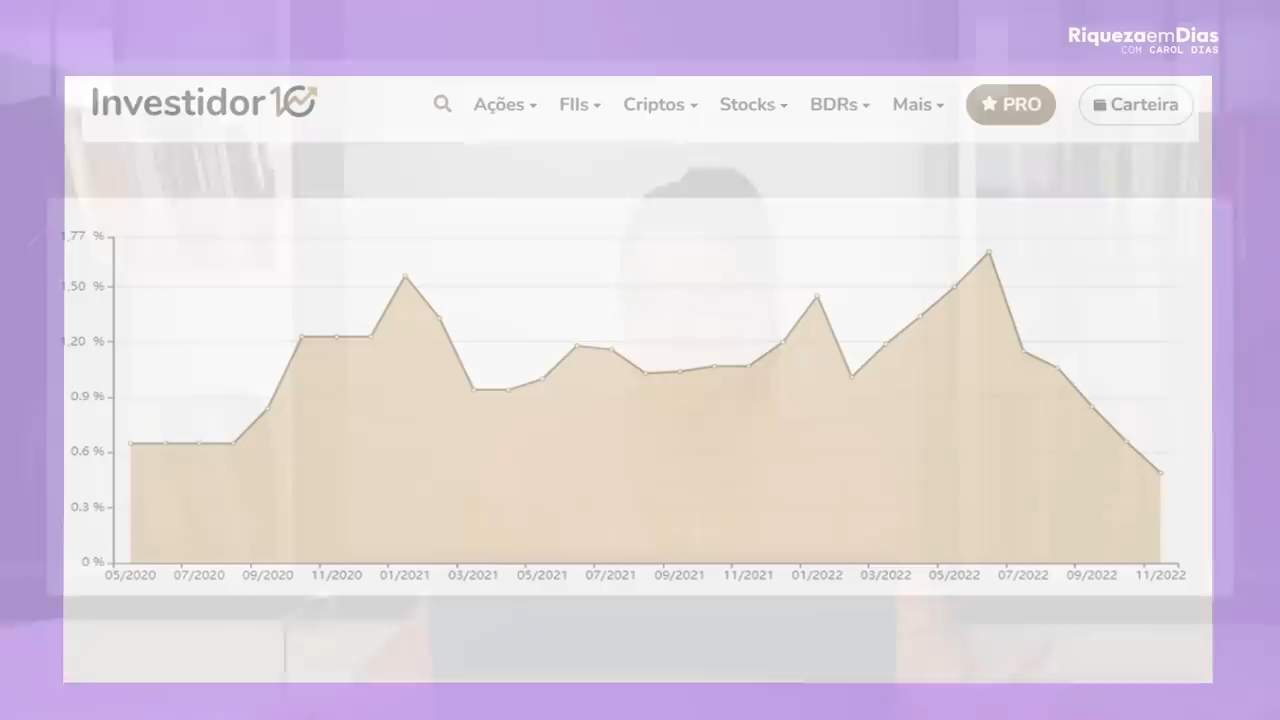 RiquezaemDias
COM CAROL DIAS
Investidor 10
Ações
FIIs
Criptos
Stocks
BDRs
Mais
PRO
Carteira
1,77 %
1,50 %
1,20 %
0.9 %
0.6 %
0.3 %
0 %
05/2020 07/2020 09/2020 11/2020 01/2021 03/2021 05/2021 07/2021 09/2021 11/2021 01/2022 03/2022 05/2022 07/2022 09/2022 11/2022